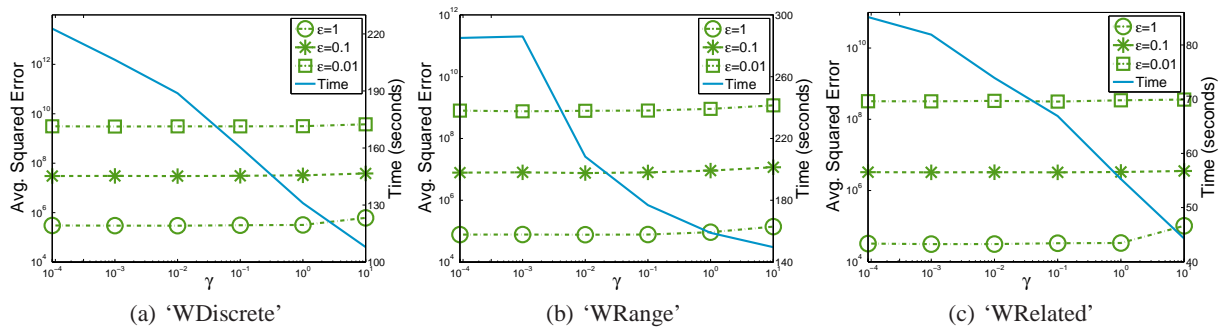 Avg. Squared Error
10^12
10^10
10^8
10^6
10^4
ε=1
ε=0.1
ε=0.01
Time
220
190
160
130
100
Time (seconds)
10^-4 10^-3 10^-2 10^-1 10^0 10^1
γ
(a) 'WDiscrete'
Avg. Squared Error
10^12
10^10
10^8
10^6
10^4
ε=1
ε=0.1
ε=0.01
Time
300
260
220
180
140
Time (seconds)
10^-4 10^-3 10^-2 10^-1 10^0 10^1
γ
(b) 'WRange'
Avg. Squared Error
10^10
10^8
10^6
10^4
ε=1
ε=0.1
ε=0.01
Time
80
70
60
50
40
Time (seconds)
10^-4 10^-3 10^-2 10^-1 10^0 10^1
γ
(c) 'WRelated'